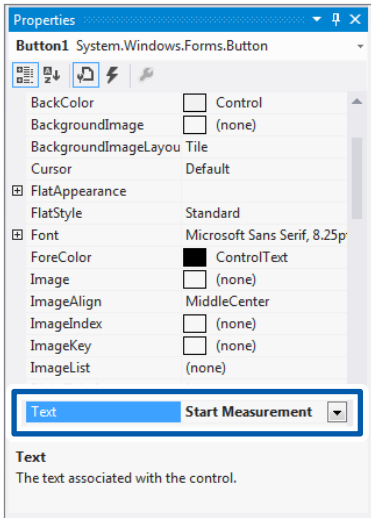 Properties
Button1 System.Windows.Forms.Button
BackColor Control
BackgroundImage (none)
BackgroundImageLayou Tile
Cursor Default
FlatAppearance
FlatStyle Standard
Font Microsoft Sans Serif, 8.25p
ForeColor ControlText
Image (none)
ImageAlign MiddleCenter
ImageIndex (none)
ImageKey (none)
ImageList (none)
Text Start Measurement
Text
The text associated with the control.